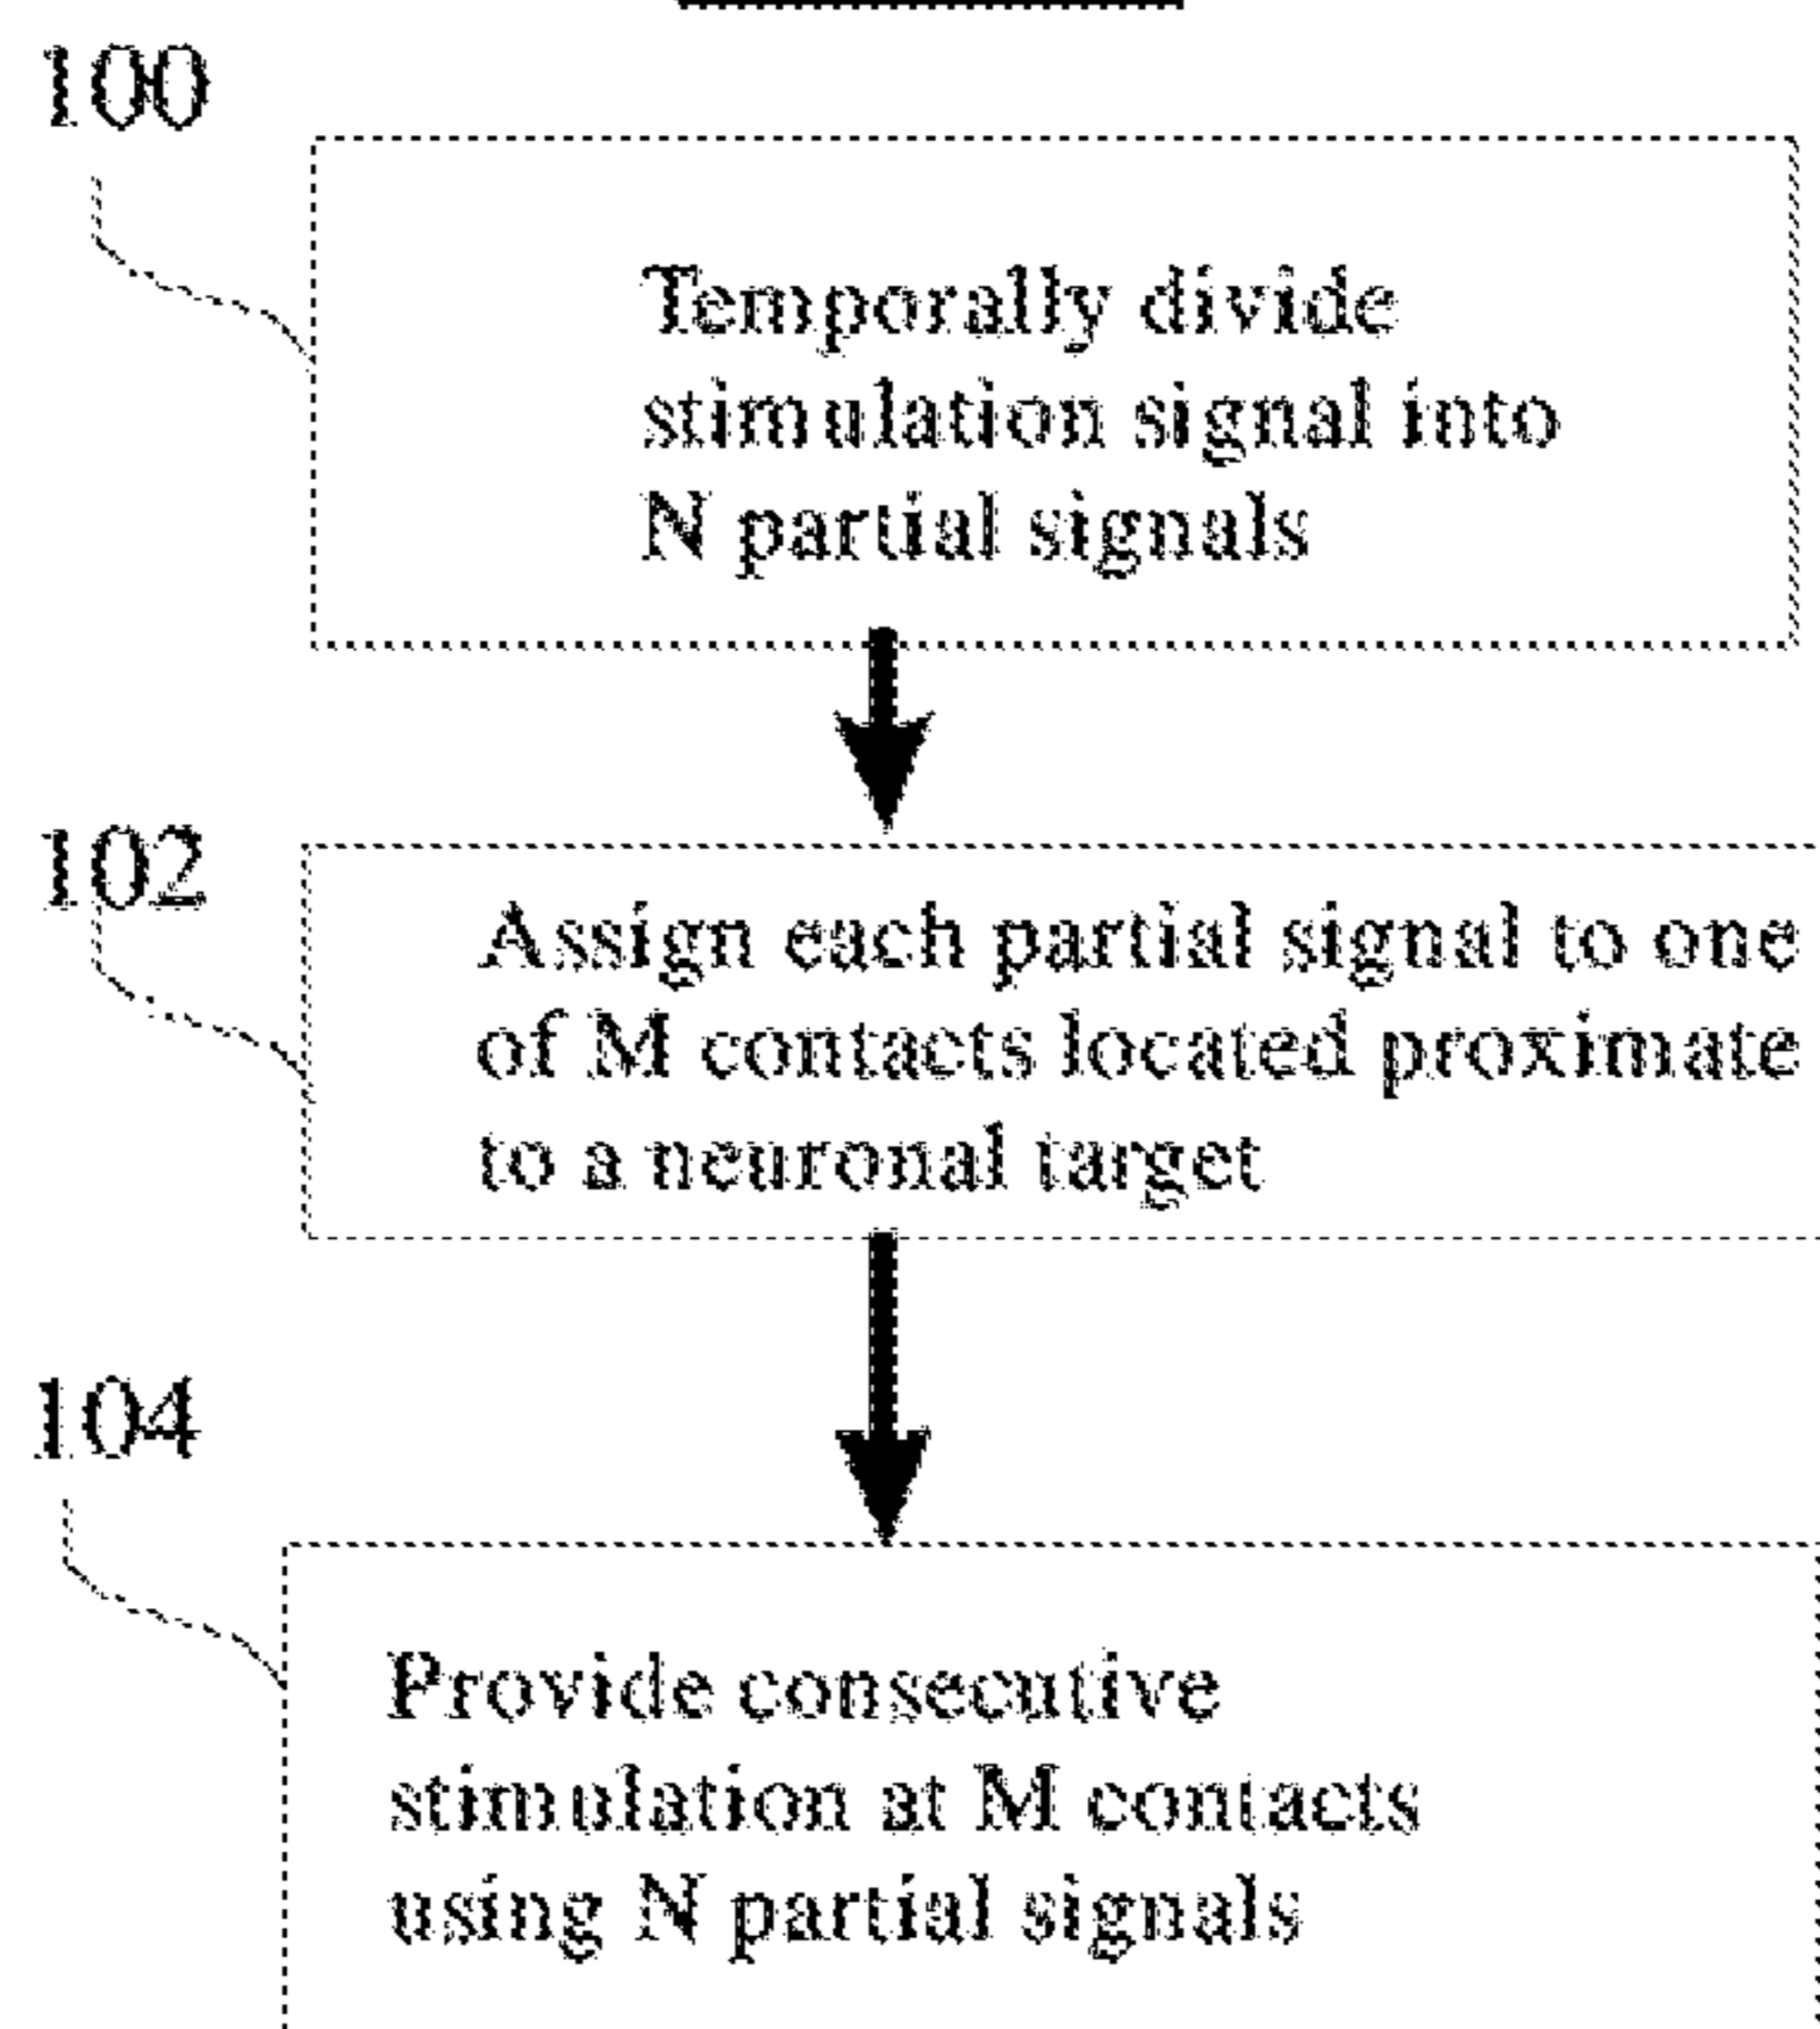 100
Temporally divide
stimulation signal into
N partial signals
102
Assign each partial signal to one
of M contacts located proximate
to a neuronal target
104
Provide consecutive
stimulation at M contacts
using N partial signals